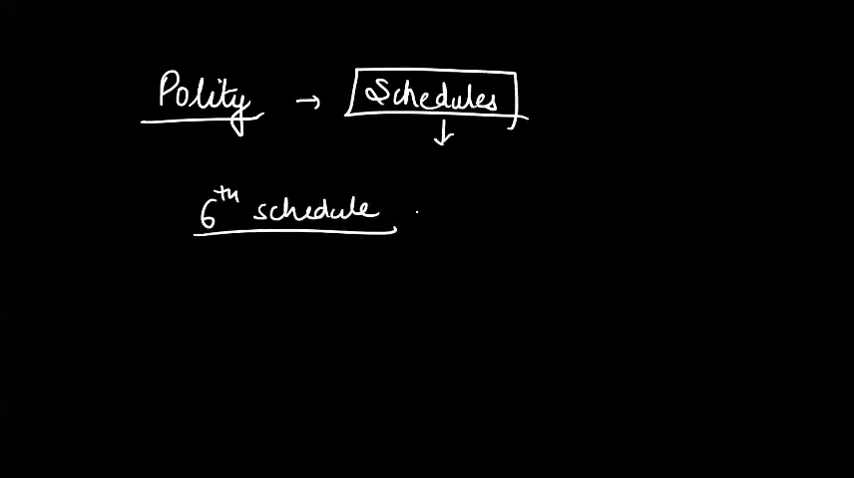 Polity → Schedules
↓
6th schedule